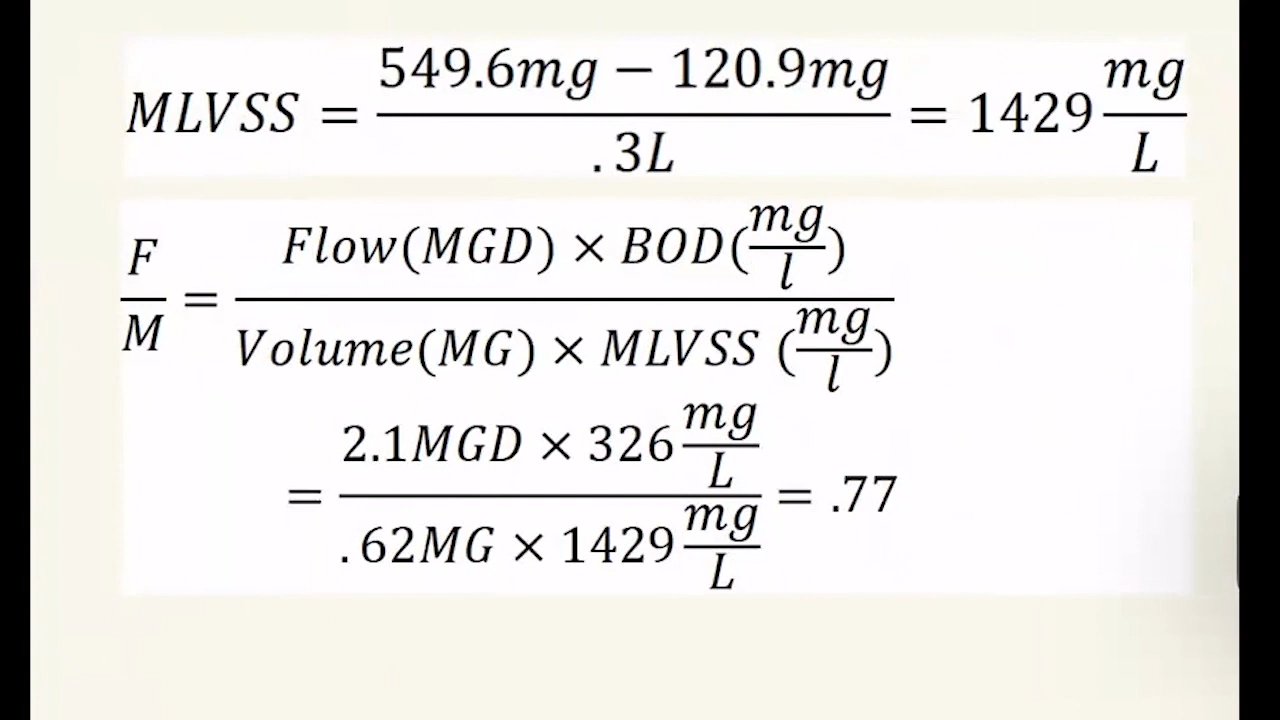 MLVSS = (549.6mg − 120.9mg) / .3L = 1429 mg/L
F/M = Flow(MGD) × BOD(mg/l) / Volume(MG) × MLVSS (mg/l)
= 2.1MGD × 326 mg/L / .62MG × 1429 mg/L = .77